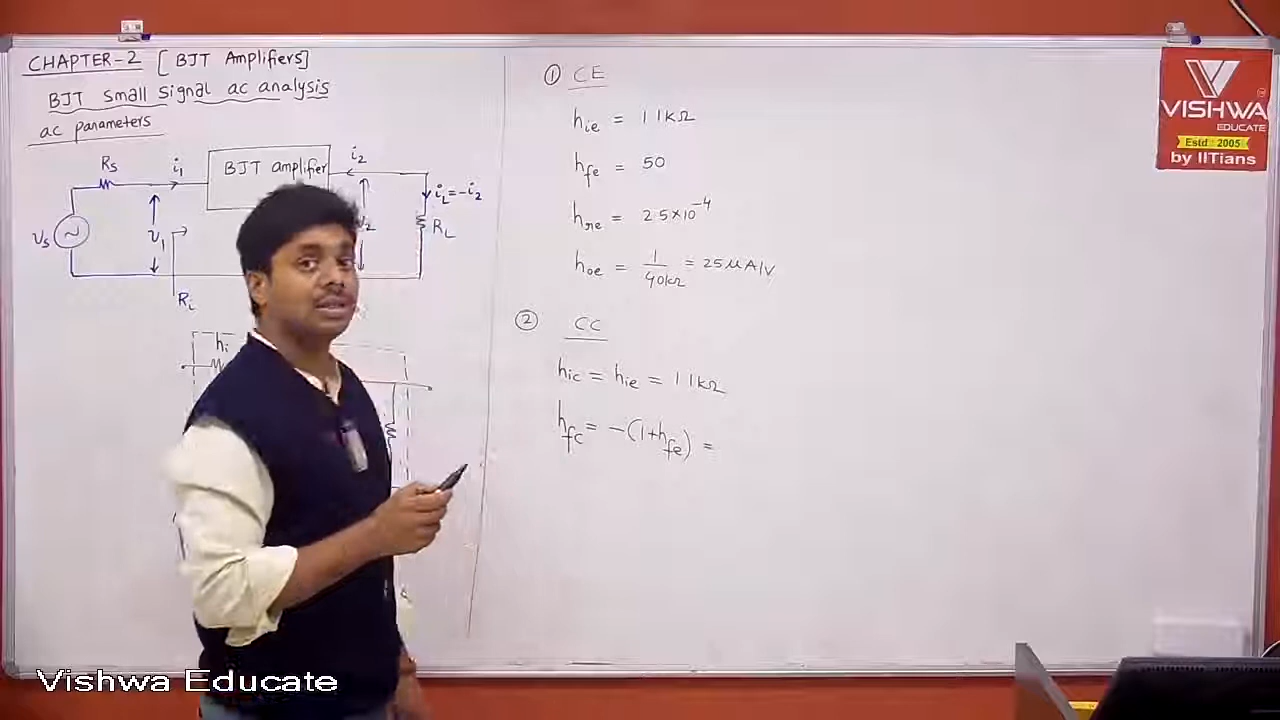 CHAPTER-2 [BJT Amplifiers]
BJT small signal ac analysis
ac parameters
Rs
i1
BJT amplifier
i2
iL=-i2
vs
v1
v2
RL
Ri
hi
① CE
hie = 1.1kΩ
hfe = 50
hre = 2.5×10^-4
hoe = 1/40kΩ = 25μA/V
② CC
hic = hie = 1.1kΩ
hfc = -(1+hfe) =
VISHWA
EDUCATE
Estd : 2005
by IITians
Vishwa Educate